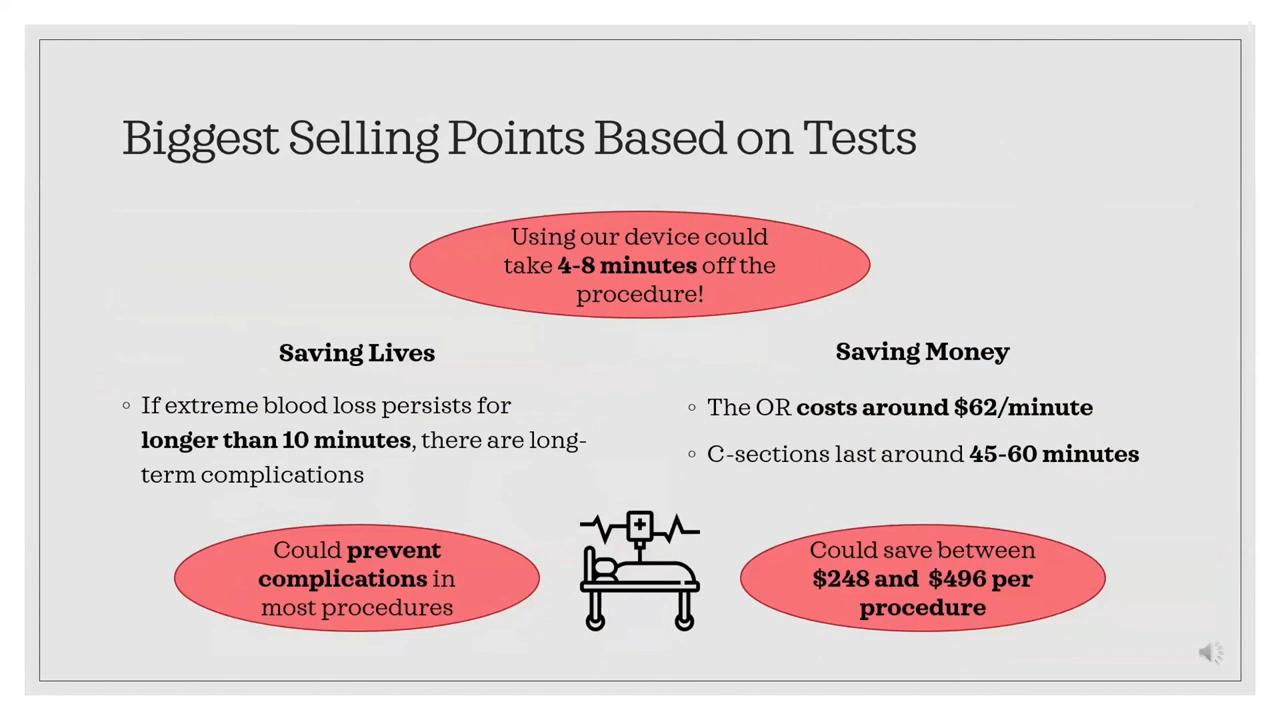 Biggest Selling Points Based on Tests
Using our device could
take 4-8 minutes off the
procedure!
Saving Lives
◦ If extreme blood loss persists for
longer than 10 minutes, there are long-
term complications
Could prevent
complications in
most procedures
Saving Money
◦ The OR costs around $62/minute
◦ C-sections last around 45-60 minutes
Could save between
$248 and $496 per
procedure